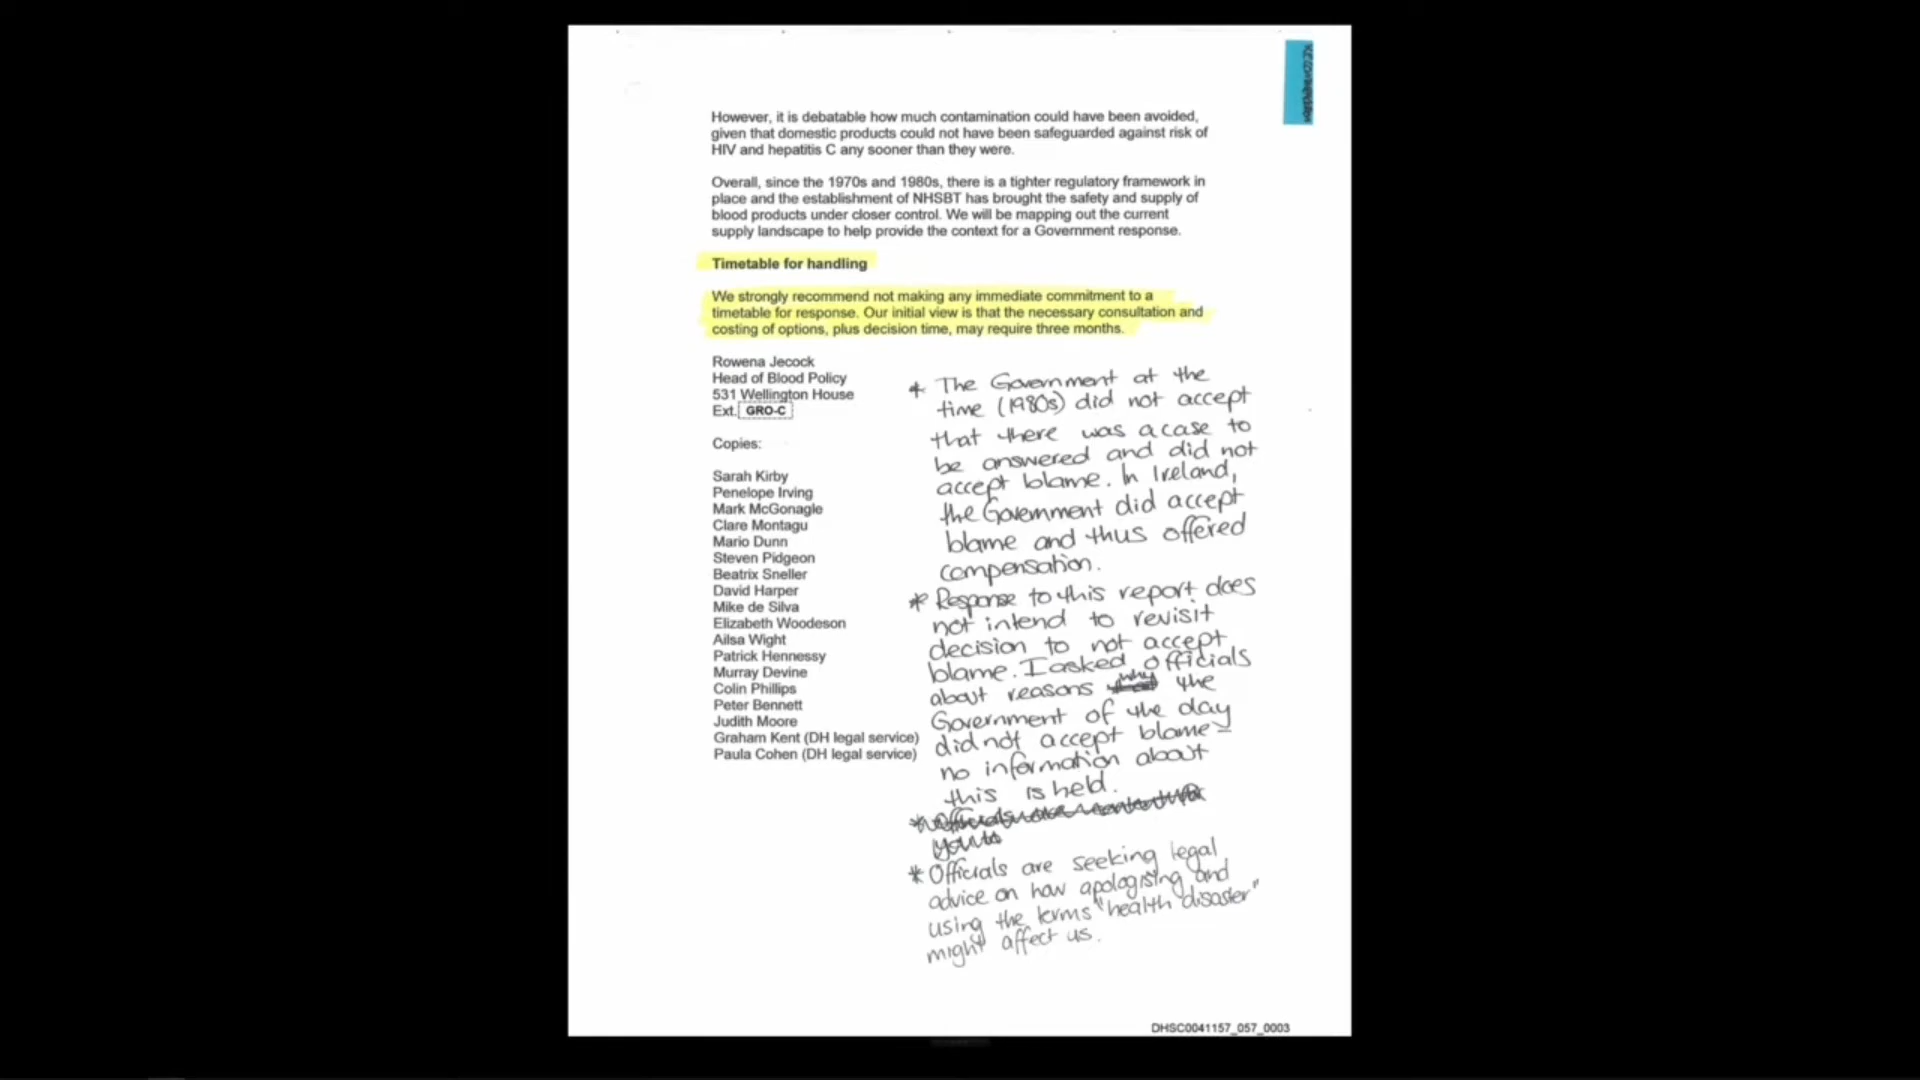 However, it is debatable how much contamination could have been avoided,
given that domestic products could not have been safeguarded against risk of
HIV and hepatitis C any sooner than they were.
Overall, since the 1970s and 1980s, there is a tighter regulatory framework in
place and the establishment of NHSBT has brought the safety and supply of
blood products under closer control. We will be mapping out the current
supply landscape to help provide the context for a Government response.
Timetable for handling
We strongly recommend not making any immediate commitment to a
timetable for response. Our initial view is that the necessary consultation and
costing of options, plus decision time, may require three months.
Rowena Jecock
Head of Blood Policy
531 Wellington House
Ext. GRO-C
Copies:
Sarah Kirby
Penelope Irving
Mark McGonagle
Clare Montagu
Mario Dunn
Steven Pidgeon
Beatrix Sneller
David Harper
Mike de Silva
Elizabeth Woodeson
Ailsa Wight
Patrick Hennessy
Murray Devine
Colin Phillips
Peter Bennett
Judith Moore
Graham Kent (DH legal service)
Paula Cohen (DH legal service)
* The Government at the
time (1980s) did not accept
that there was a case to
be answered and did not
accept blame. In Ireland,
the Government did accept
blame and thus offered
compensation.
* Response to this report does
not intend to revisit
decision to not accept
blame. I asked officials
about reasons why the
Government of the day
did not accept blame -
no information about
this is held.
* Officials are seeking legal
advice on how apologising and
using the terms "health disaster"
might affect us.
DHSC0041157_057_0003